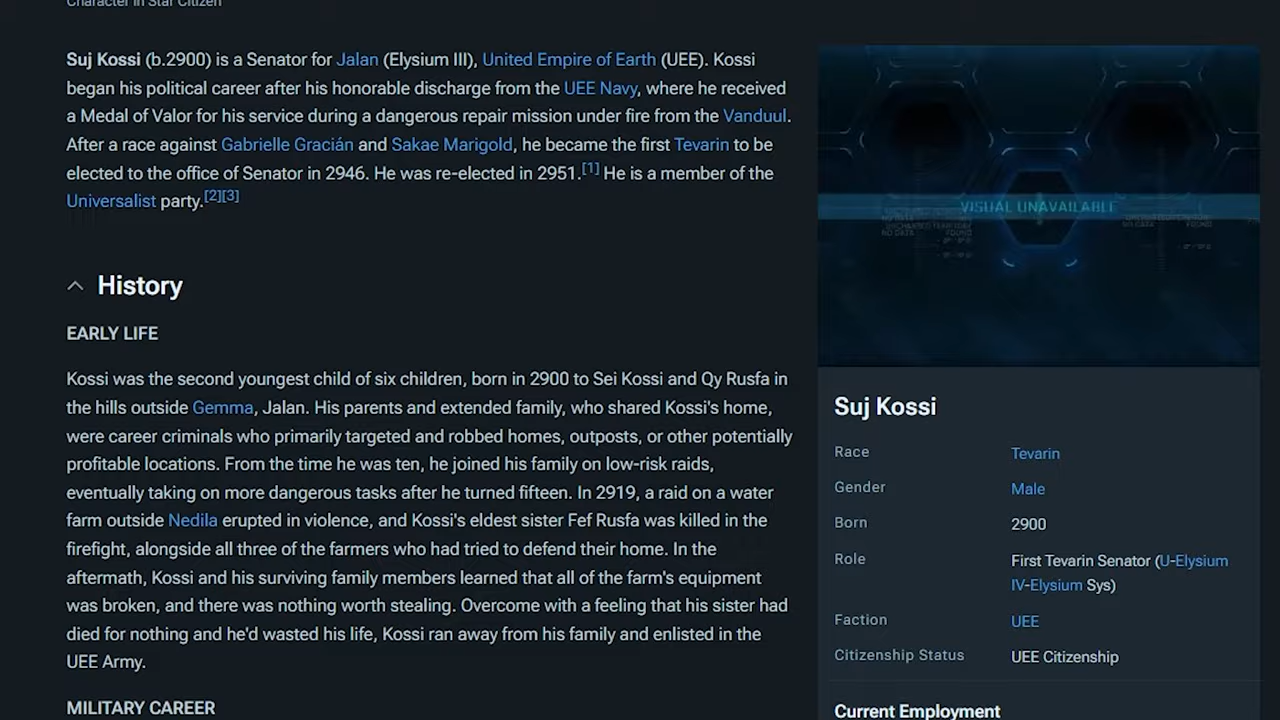 Character in Star Citizen
Suj Kossi (b.2900) is a Senator for Jalan (Elysium III), United Empire of Earth (UEE). Kossi
began his political career after his honorable discharge from the UEE Navy, where he received
a Medal of Valor for his service during a dangerous repair mission under fire from the Vanduul.
After a race against Gabrielle Gracián and Sakae Marigold, he became the first Tevarin to be
elected to the office of Senator in 2946. He was re-elected in 2951.[1] He is a member of the
Universalist party.[2][3]
History
EARLY LIFE
Kossi was the second youngest child of six children, born in 2900 to Sei Kossi and Qy Rusfa in
the hills outside Gemma, Jalan. His parents and extended family, who shared Kossi's home,
were career criminals who primarily targeted and robbed homes, outposts, or other potentially
profitable locations. From the time he was ten, he joined his family on low-risk raids,
eventually taking on more dangerous tasks after he turned fifteen. In 2919, a raid on a water
farm outside Nedila erupted in violence, and Kossi's eldest sister Fef Rusfa was killed in the
firefight, alongside all three of the farmers who had tried to defend their home. In the
aftermath, Kossi and his surviving family members learned that all of the farm's equipment
was broken, and there was nothing worth stealing. Overcome with a feeling that his sister had
died for nothing and he'd wasted his life, Kossi ran away from his family and enlisted in the
UEE Army.
MILITARY CAREER
VISUAL UNAVAILABLE
Suj Kossi
Race Tevarin
Gender Male
Born 2900
Role First Tevarin Senator (U-Elysium
IV-Elysium Sys)
Faction UEE
Citizenship Status UEE Citizenship
Current Employment